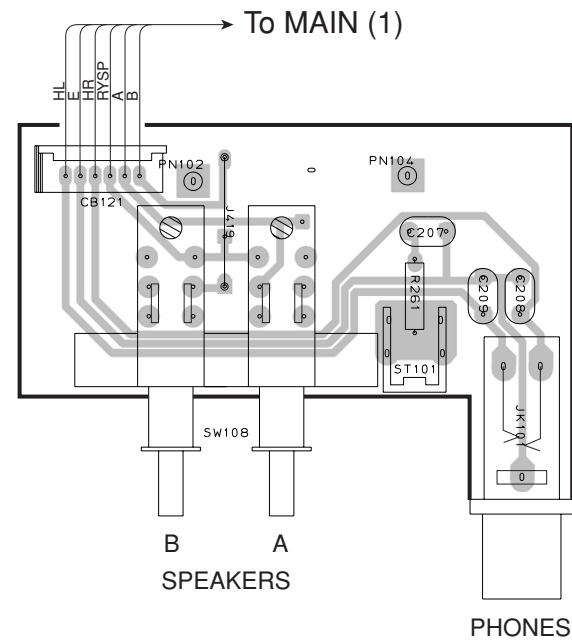 To MAIN (1)
HL
E
HR
RYSP
A
B
PN102
PN104
CB121
J419
C207
R261
C209
C208
ST101
JK101
SW108
B
A
SPEAKERS
PHONES